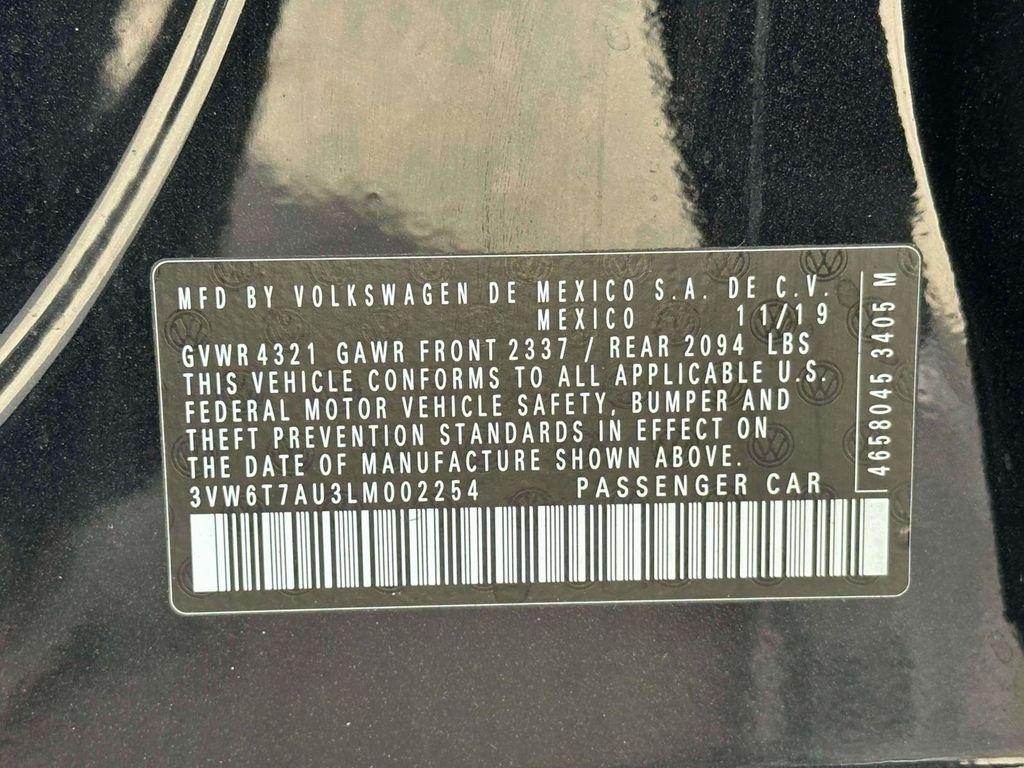 MFD BY VOLKSWAGEN DE MEXICO S.A. DE C.V.
MEXICO 11/19
GVWR 4321 GAWR FRONT 2337 / REAR 2094 LBS
THIS VEHICLE CONFORMS TO ALL APPLICABLE U.S.
FEDERAL MOTOR VEHICLE SAFETY, BUMPER AND
THEFT PREVENTION STANDARDS IN EFFECT ON
THE DATE OF MANUFACTURE SHOWN ABOVE.
3VW6T7AU3LM002254 PASSENGER CAR
4658045 3405 M